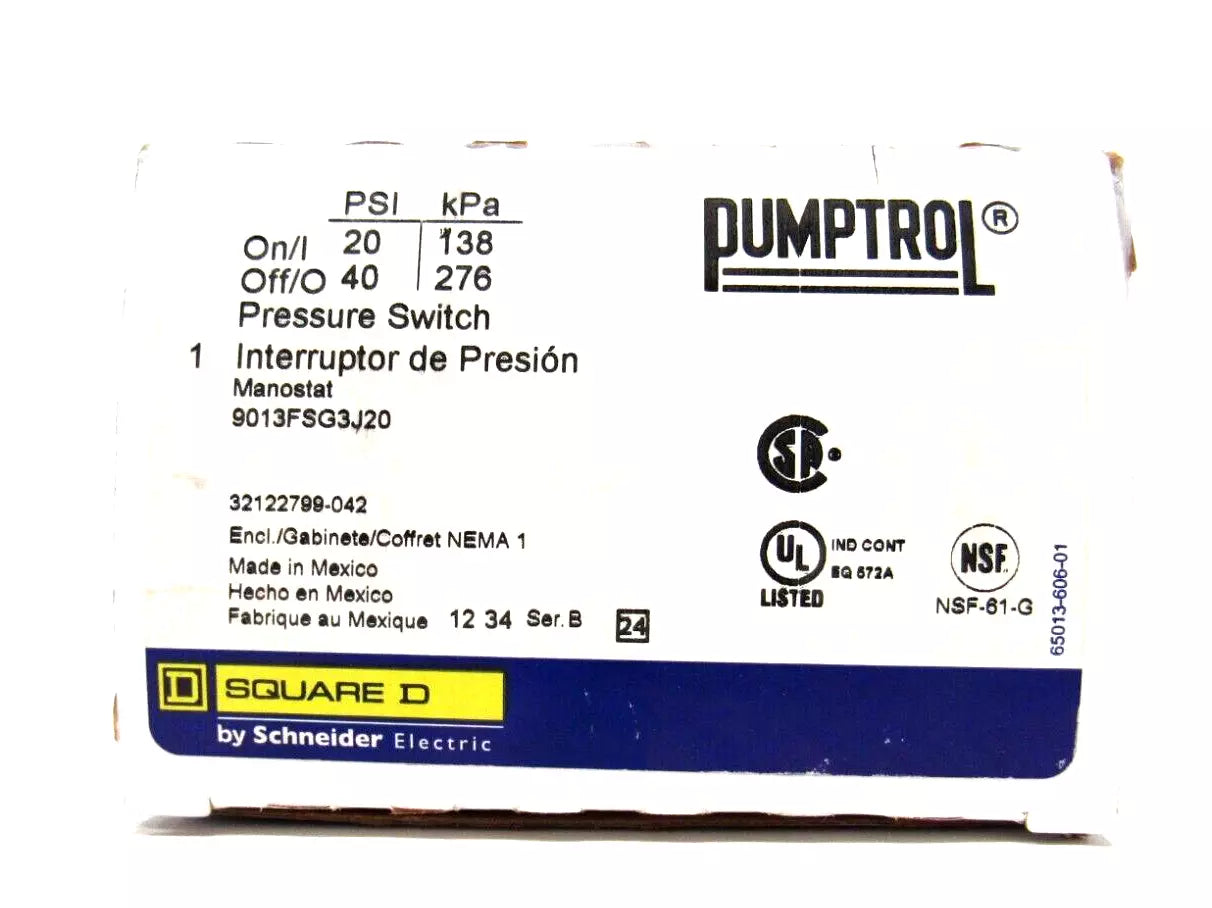 PSI kPa
On/I 20 138
Off/O 40 276
Pressure Switch
1 Interruptor de Presión
Manostat
9013FSG3J20
32122799-042
Encl./Gabinete/Coffret NEMA 1
Made in Mexico
Hecho en Mexico
Fabrique au Mexique 12 34 Ser. B 24
PUMPTROL®
SA
UL IND CONT
EQ 572A
LISTED
NSF.
NSF-61-G
65013-606-01
D SQUARE D
by Schneider Electric